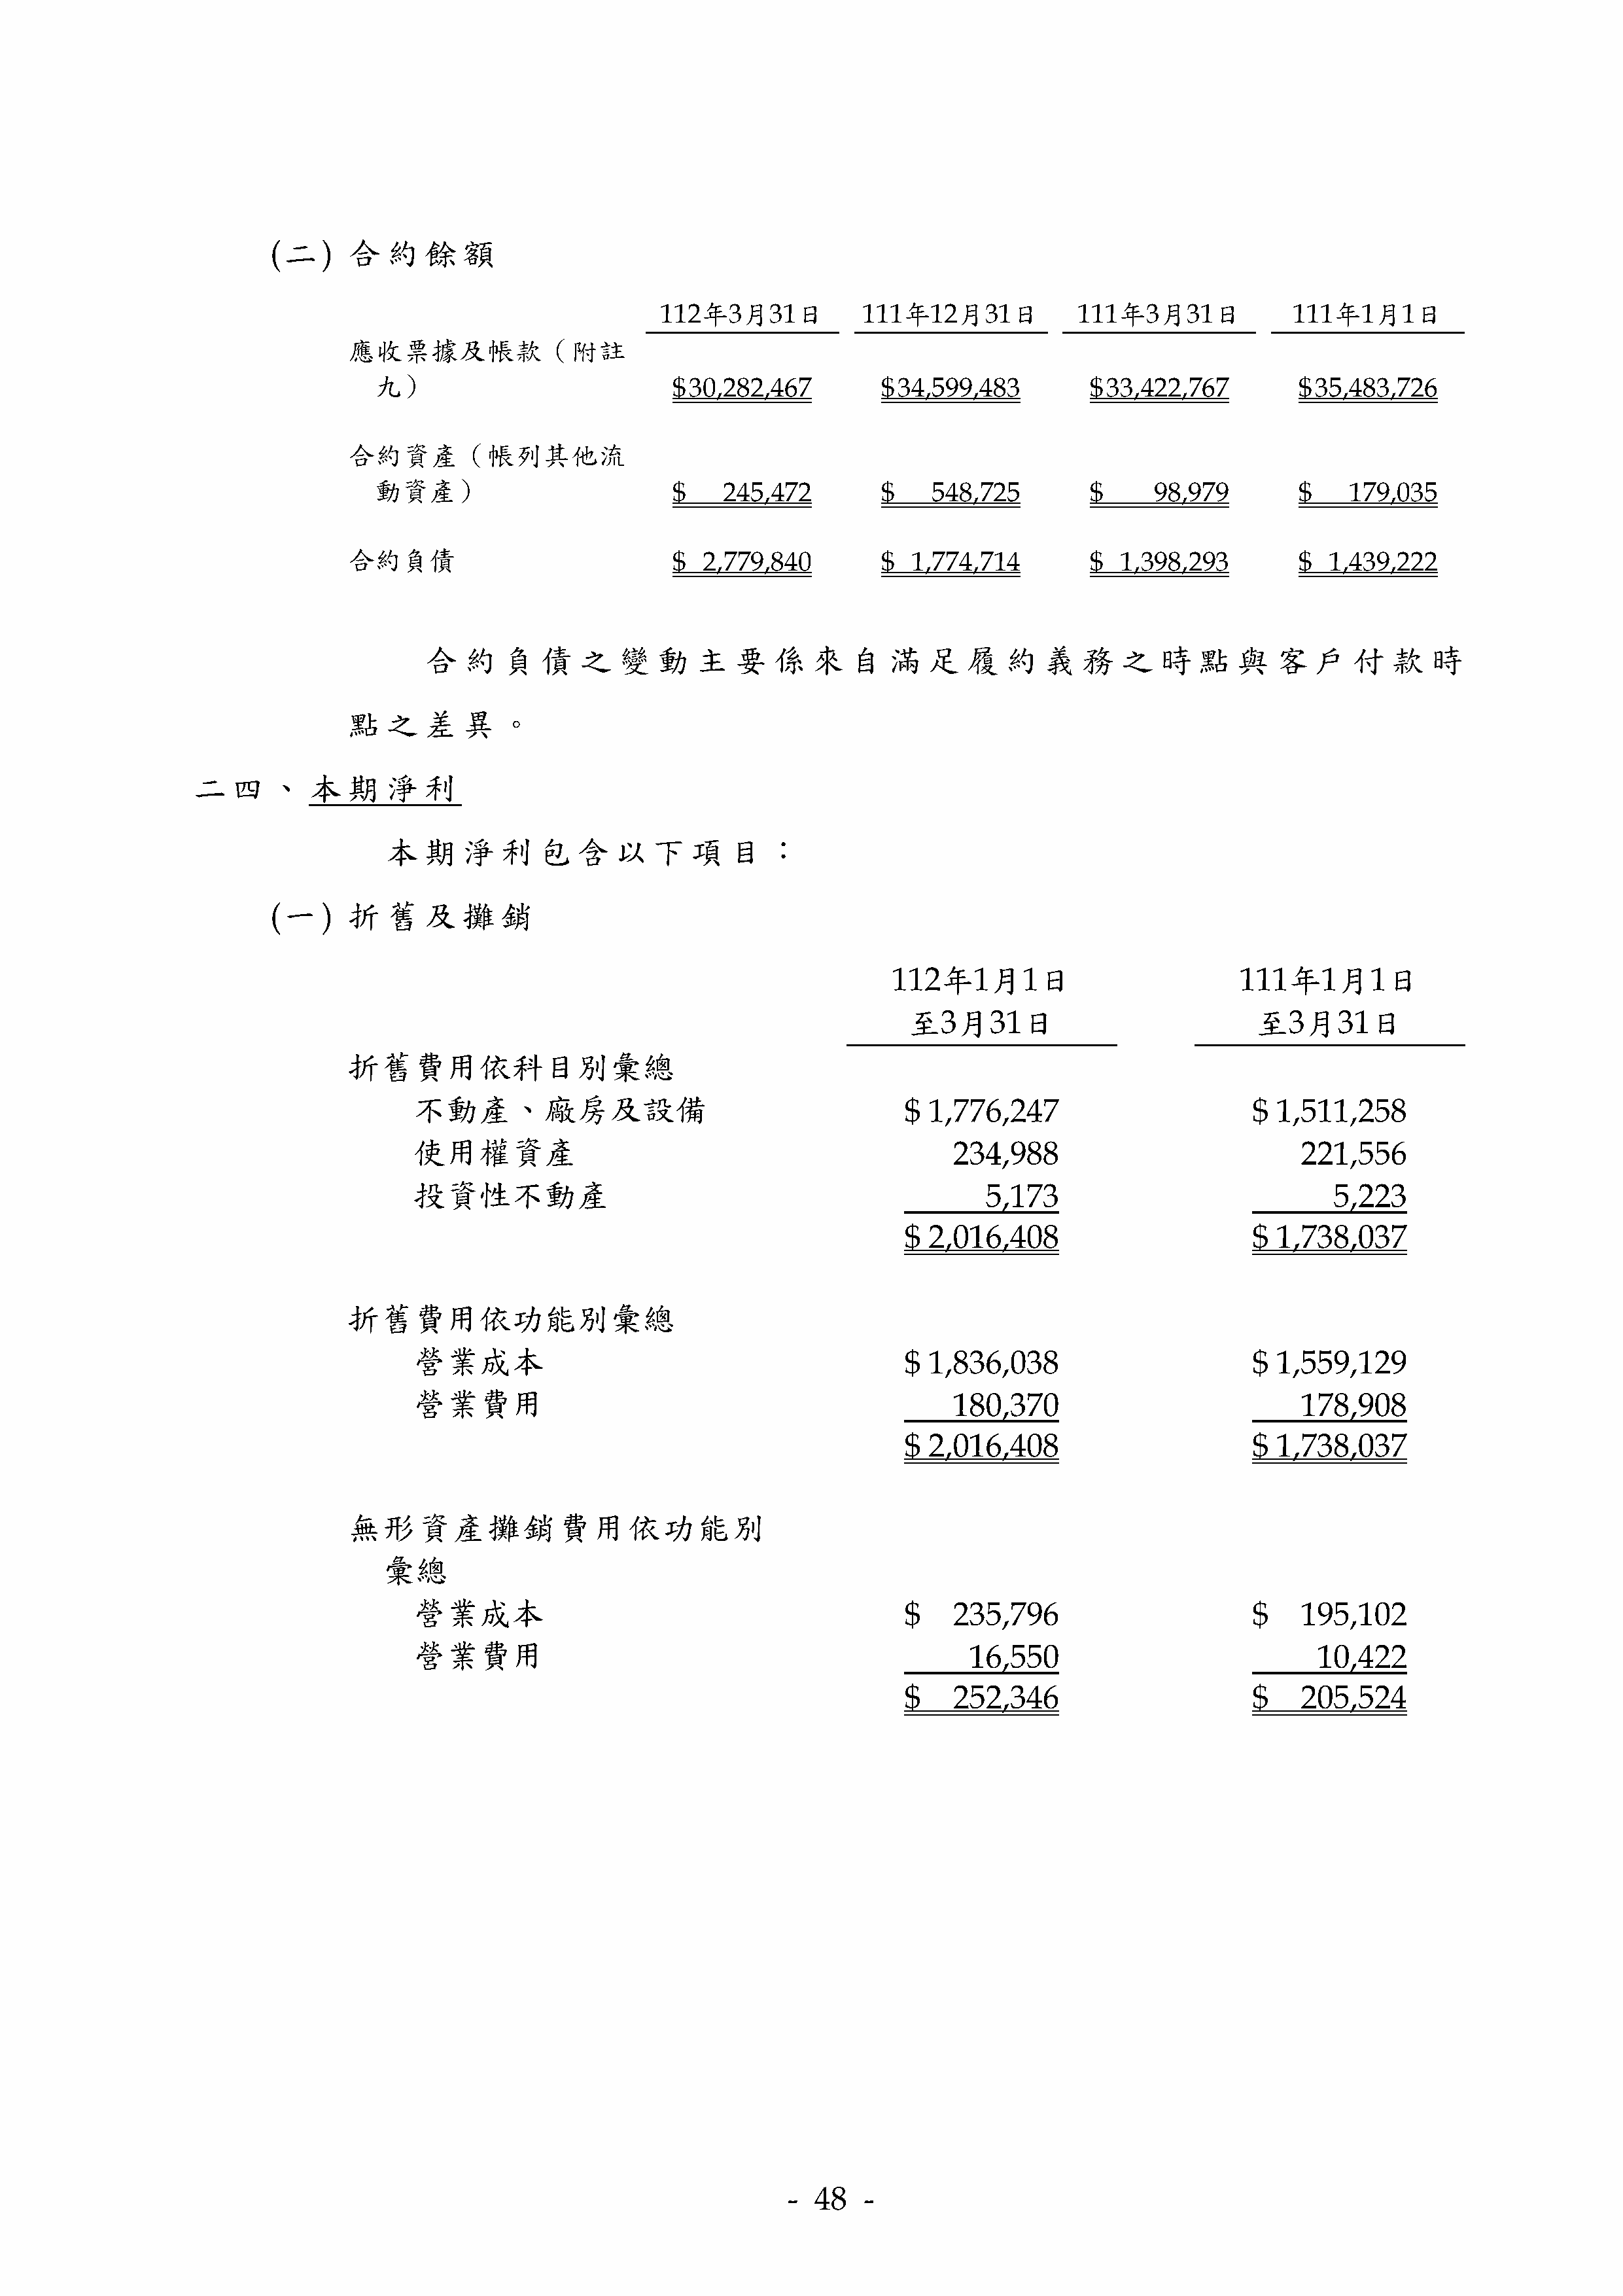 (二) 合約餘額
112年3月31日 111年12月31日 111年3月31日 111年1月1日
應收票據及帳款（附註
九） $30,282,467 $34,599,483 $33,422,767 $35,483,726
合約資產（帳列其他流
動資產） $ 245,472 $ 548,725 $ 98,979 $ 179,035
合約負債 $ 2,779,840 $ 1,774,714 $ 1,398,293 $ 1,439,222
合約負債之變動主要係來自滿足履約義務之時點與客戶付款時
點之差異。
二四、本期淨利
本期淨利包含以下項目：
(一) 折舊及攤銷
112年1月1日 111年1月1日
至3月31日 至3月31日
折舊費用依科目別彙總
不動產、廠房及設備 $ 1,776,247 $ 1,511,258
使用權資產 234,988 221,556
投資性不動產 5,173 5,223
$ 2,016,408 $ 1,738,037
折舊費用依功能別彙總
營業成本 $ 1,836,038 $ 1,559,129
營業費用 180,370 178,908
$ 2,016,408 $ 1,738,037
無形資產攤銷費用依功能別
彙總
營業成本 $ 235,796 $ 195,102
營業費用 16,550 10,422
$ 252,346 $ 205,524
- 48 -